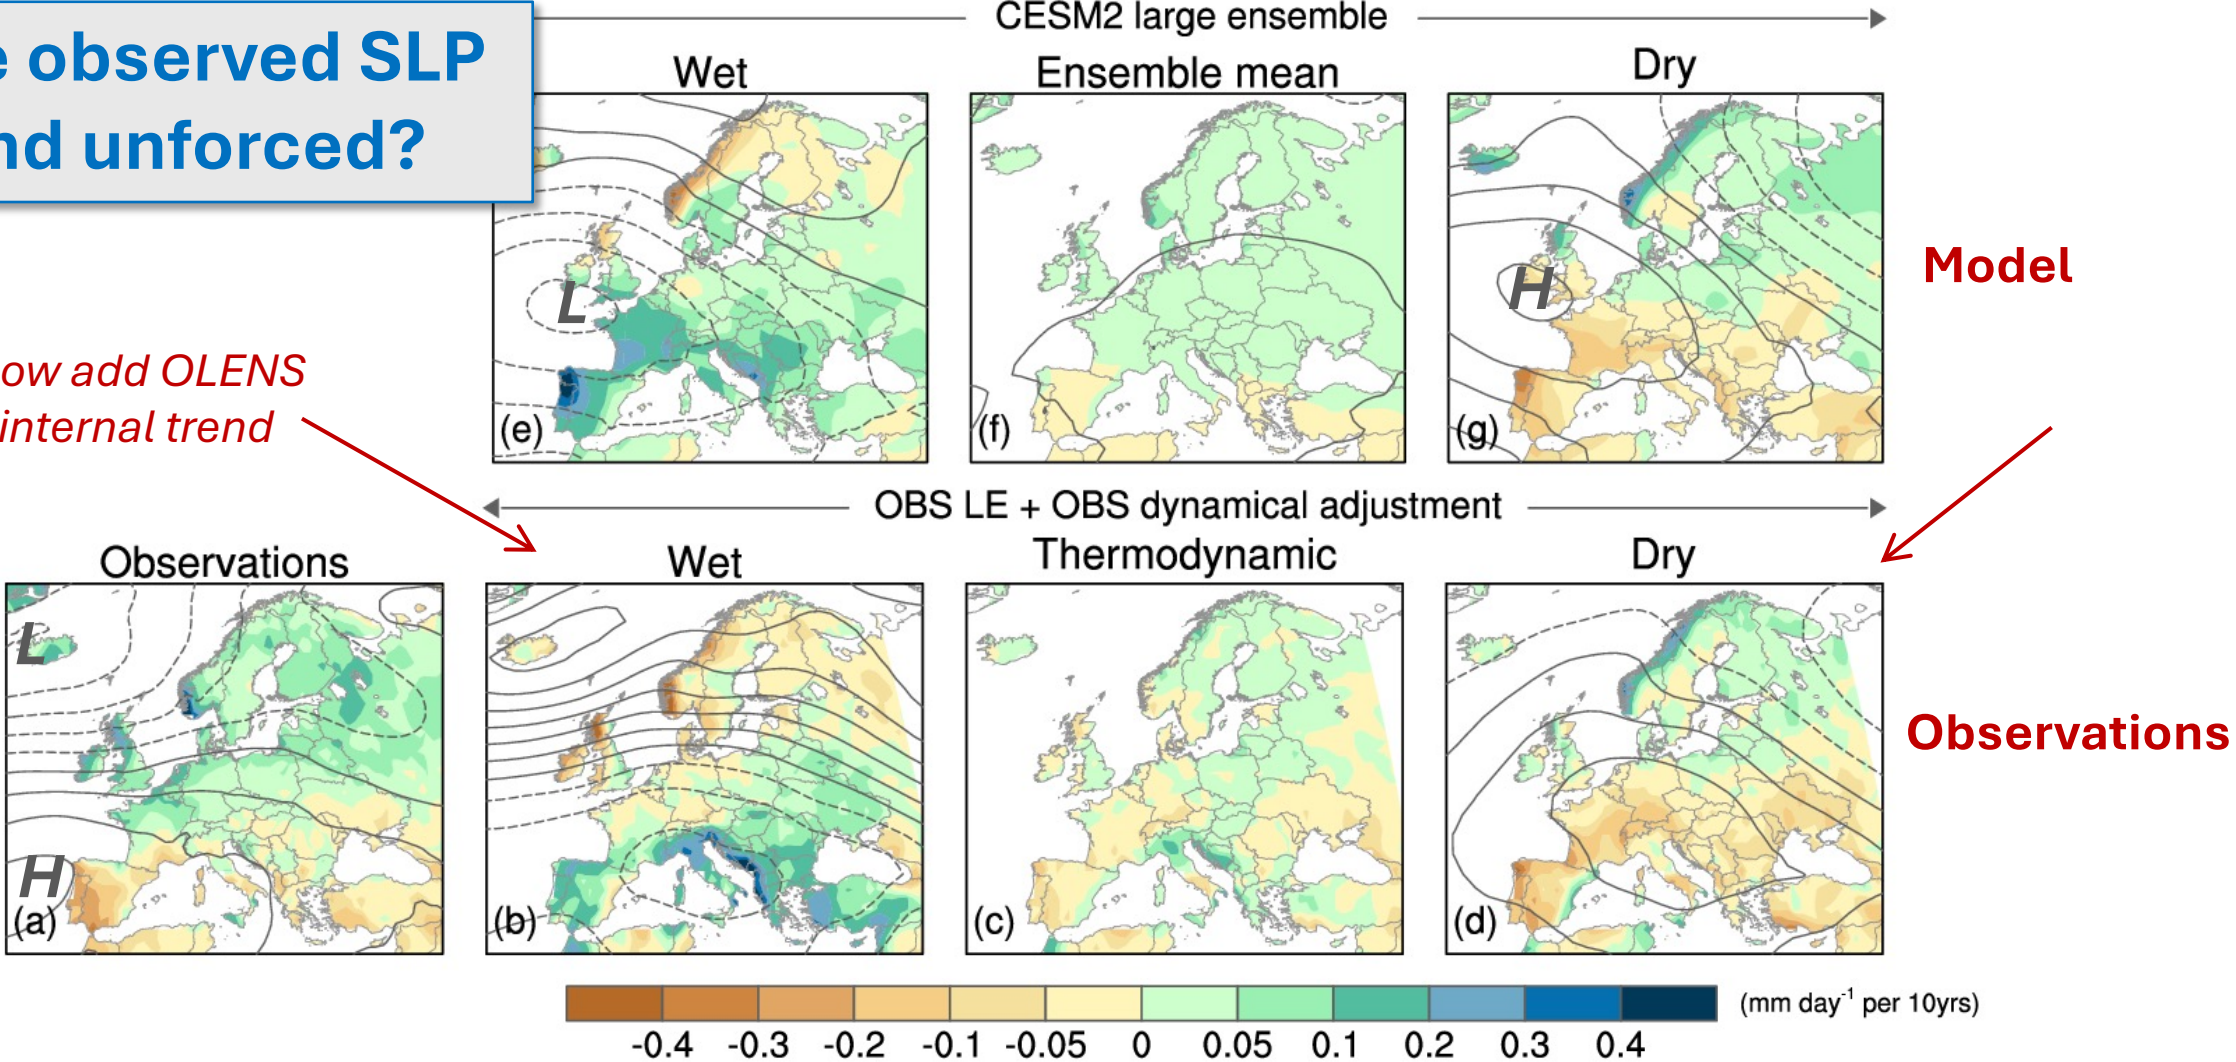 e observed SLP
nd unforced?
CESM2 large ensemble
Wet
Ensemble mean
Dry
L
H
(e)
(f)
(g)
Model
ow add OLENS
internal trend
OBS LE + OBS dynamical adjustment
Observations
Wet
Thermodynamic
Dry
L
H
(a)
(b)
(c)
(d)
Observations
-0.4 -0.3 -0.2 -0.1 -0.05 0 0.05 0.1 0.2 0.3 0.4
(mm day⁻¹ per 10yrs)